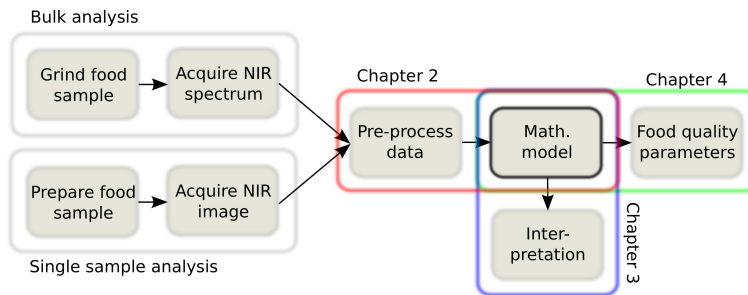 Bulk analysis
Grind food
sample
Acquire NIR
spectrum
Prepare food
sample
Acquire NIR
image
Single sample analysis
Chapter 2
Pre-process
data
Math.
model
Chapter 4
Food quality
parameters
Inter-
pretation
Chapter 3